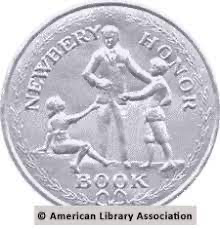 NEWBERY HONOR
BOOK
© American Library Association